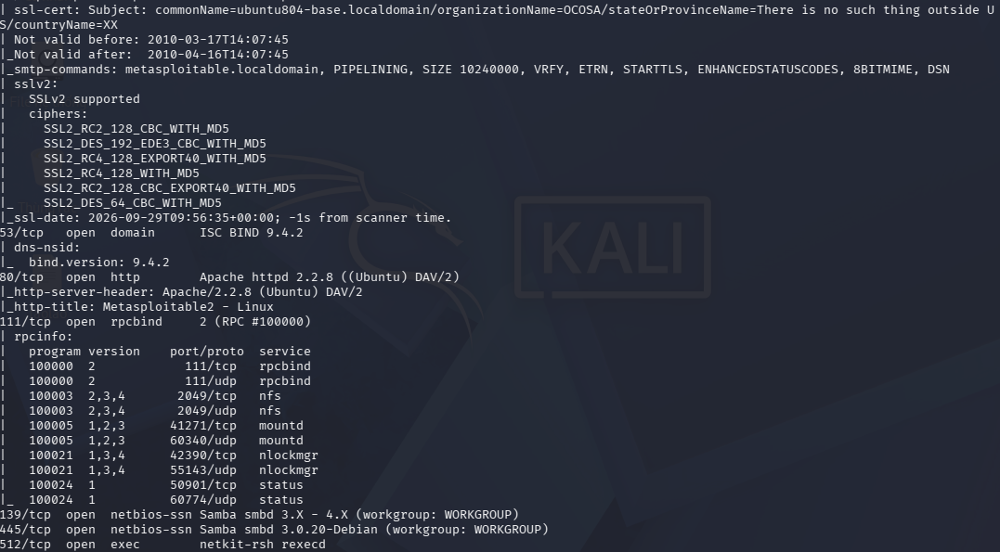 | ssl-cert: Subject: commonName=ubuntu804-base.localdomain/organizationName=OCOSA/stateOrProvinceName=There is no such thing outside U
S/countryName=XX
| Not valid before: 2010-03-17T14:07:45
|_Not valid after:  2010-04-16T14:07:45
|_smtp-commands: metasploitable.localdomain, PIPELINING, SIZE 10240000, VRFY, ETRN, STARTTLS, ENHANCEDSTATUSCODES, 8BITMIME, DSN
| sslv2:
|   SSLv2 supported
|   ciphers:
|     SSL2_RC2_128_CBC_WITH_MD5
|     SSL2_DES_192_EDE3_CBC_WITH_MD5
|     SSL2_RC4_128_EXPORT40_WITH_MD5
|     SSL2_RC4_128_WITH_MD5
|     SSL2_RC2_128_CBC_EXPORT40_WITH_MD5
|_    SSL2_DES_64_CBC_WITH_MD5
|_ssl-date: 2026-09-29T09:56:35+00:00; -1s from scanner time.
53/tcp   open  domain      ISC BIND 9.4.2
| dns-nsid:
|_  bind.version: 9.4.2
80/tcp   open  http        Apache httpd 2.2.8 ((Ubuntu) DAV/2)
|_http-server-header: Apache/2.2.8 (Ubuntu) DAV/2
|_http-title: Metasploitable2 - Linux
111/tcp  open  rpcbind     2 (RPC #100000)
| rpcinfo:
|   program version    port/proto  service
|   100000  2            111/tcp   rpcbind
|   100000  2            111/udp   rpcbind
|   100003  2,3,4       2049/tcp   nfs
|   100003  2,3,4       2049/udp   nfs
|   100005  1,2,3      41271/tcp   mountd
|   100005  1,2,3      60340/udp   mountd
|   100021  1,3,4      42390/tcp   nlockmgr
|   100021  1,3,4      55143/udp   nlockmgr
|   100024  1          50901/tcp   status
|_  100024  1          60774/udp   status
139/tcp  open  netbios-ssn Samba smbd 3.X - 4.X (workgroup: WORKGROUP)
445/tcp  open  netbios-ssn Samba smbd 3.0.20-Debian (workgroup: WORKGROUP)
512/tcp  open  exec        netkit-rsh rexecd
KALI